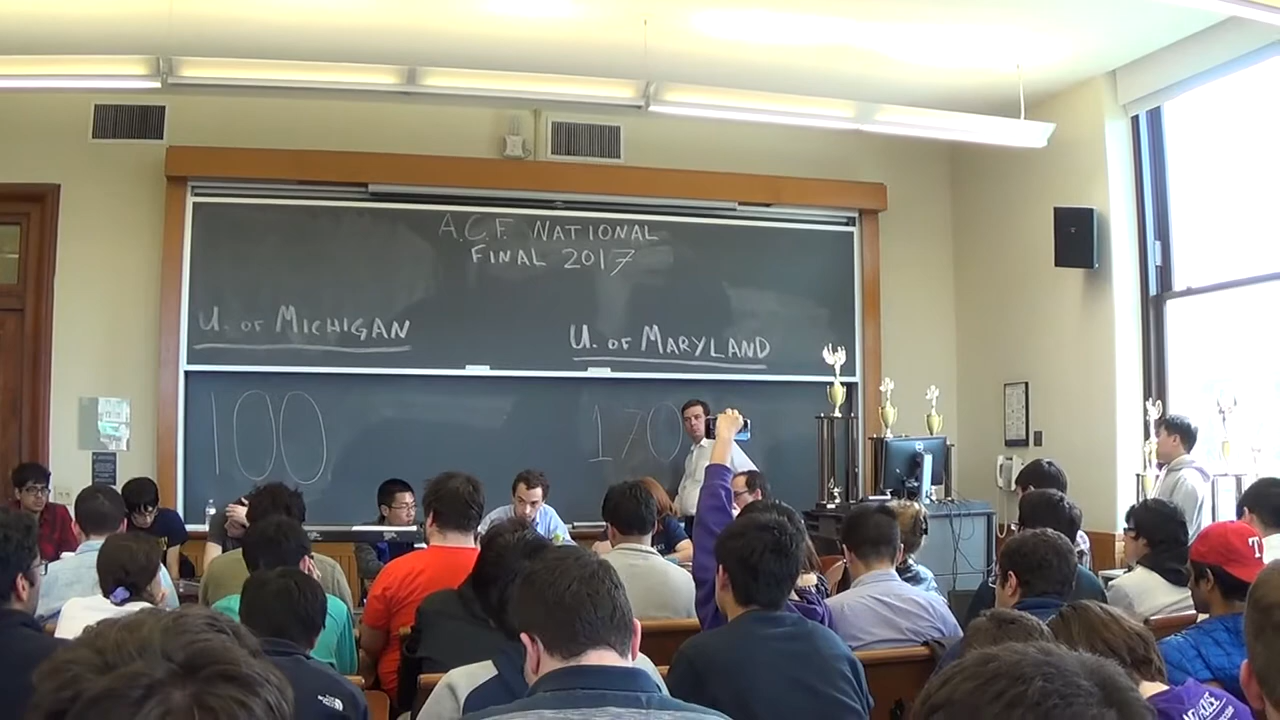 A.C.F. NATIONAL
FINAL 2017
U. OF MICHIGAN
U. OF MARYLAND
100
170
T